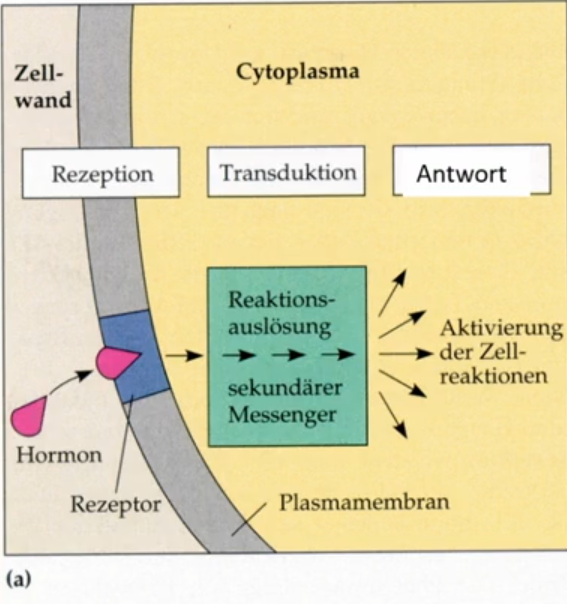 Zell-
wand
Cytoplasma
Rezeption
Transduktion
Antwort
Reaktions-
auslösung
sekundärer
Messenger
Aktivierung
der Zell-
reaktionen
Hormon
Rezeptor
Plasmamembran
(a)